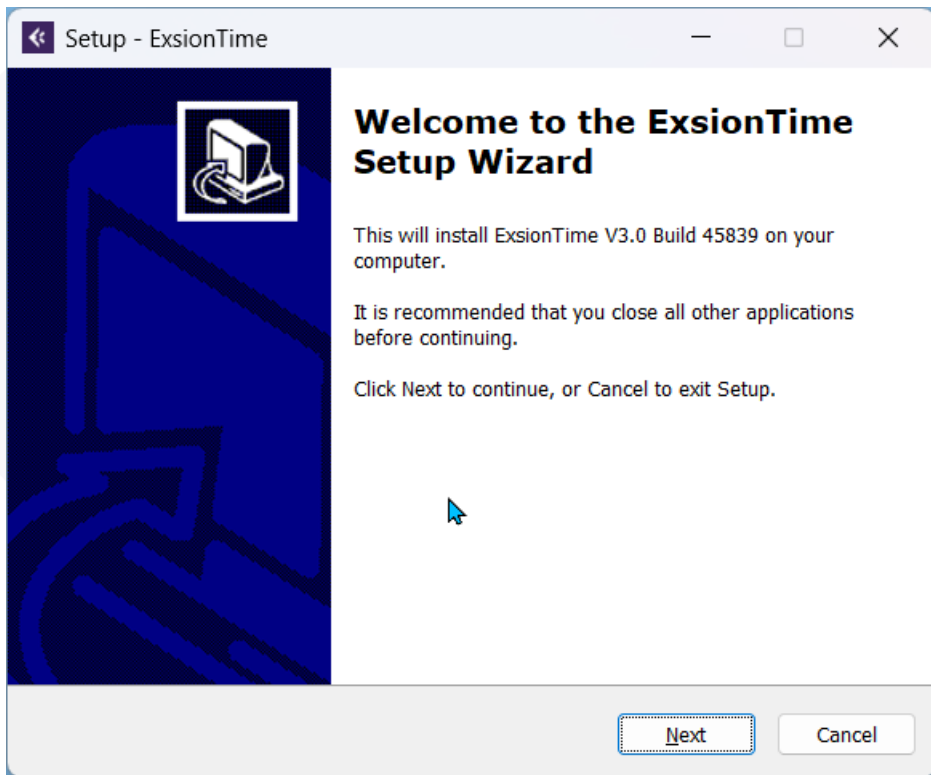 Setup - ExsionTime
Welcome to the ExsionTime
Setup Wizard
This will install ExsionTime V3.0 Build 45839 on your
computer.
It is recommended that you close all other applications
before continuing.
Click Next to continue, or Cancel to exit Setup.
Next
Cancel